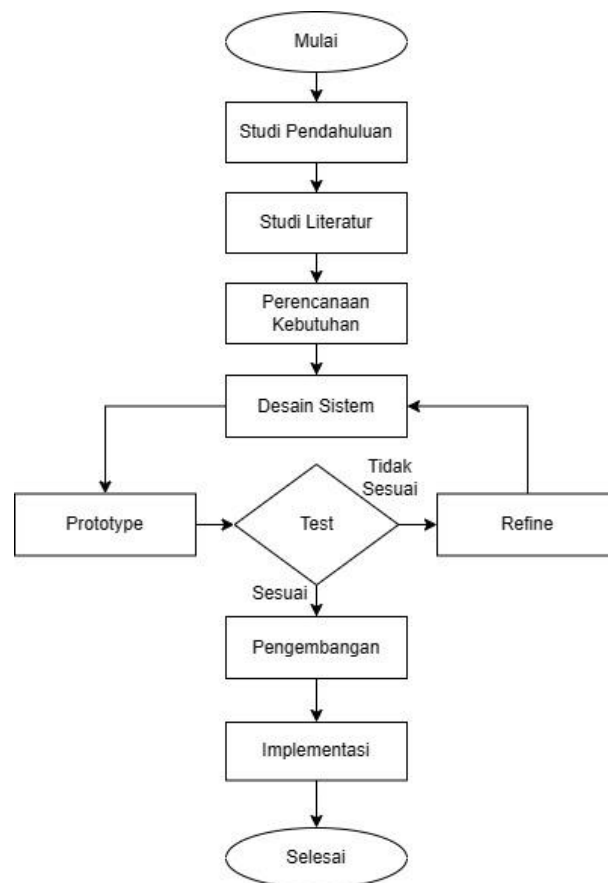 Mulai
Studi Pendahuluan
Studi Literatur
Perencanaan
Kebutuhan
Desain Sistem
Tidak
Sesuai
Prototype
Test
Refine
Sesuai
Pengembangan
Implementasi
Selesai